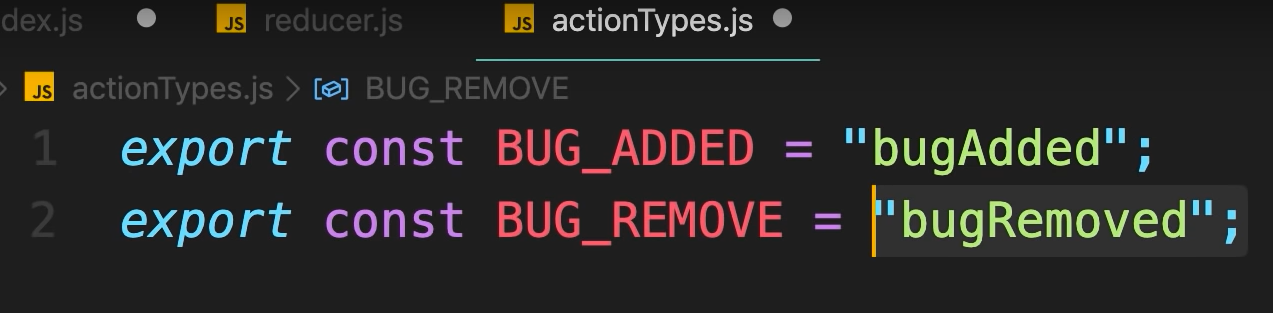 dex.js JS reducer.js JS actionTypes.js
JS actionTypes.js > BUG_REMOVE
1 export const BUG_ADDED = "bugAdded";
2 export const BUG_REMOVE = "bugRemoved";